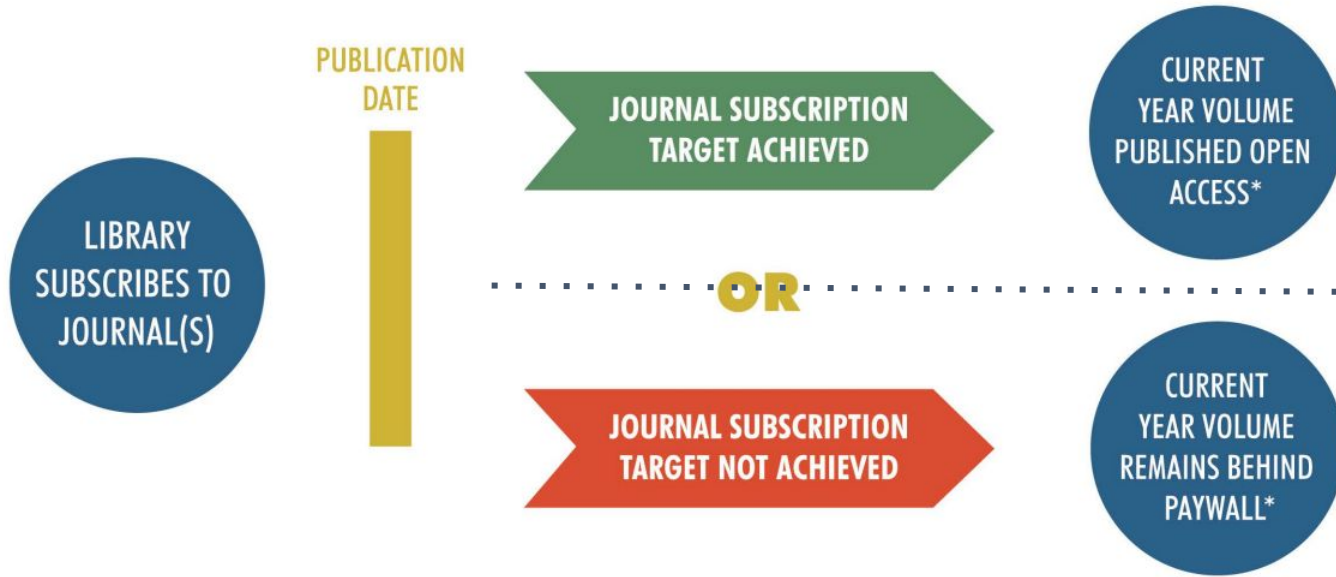 LIBRARY
SUBSCRIBES TO
JOURNAL(S)
PUBLICATION
DATE
JOURNAL SUBSCRIPTION
TARGET ACHIEVED
CURRENT
YEAR VOLUME
PUBLISHED OPEN
ACCESS*
OR
JOURNAL SUBSCRIPTION
TARGET NOT ACHIEVED
CURRENT
YEAR VOLUME
REMAINS BEHIND
PAYWALL*